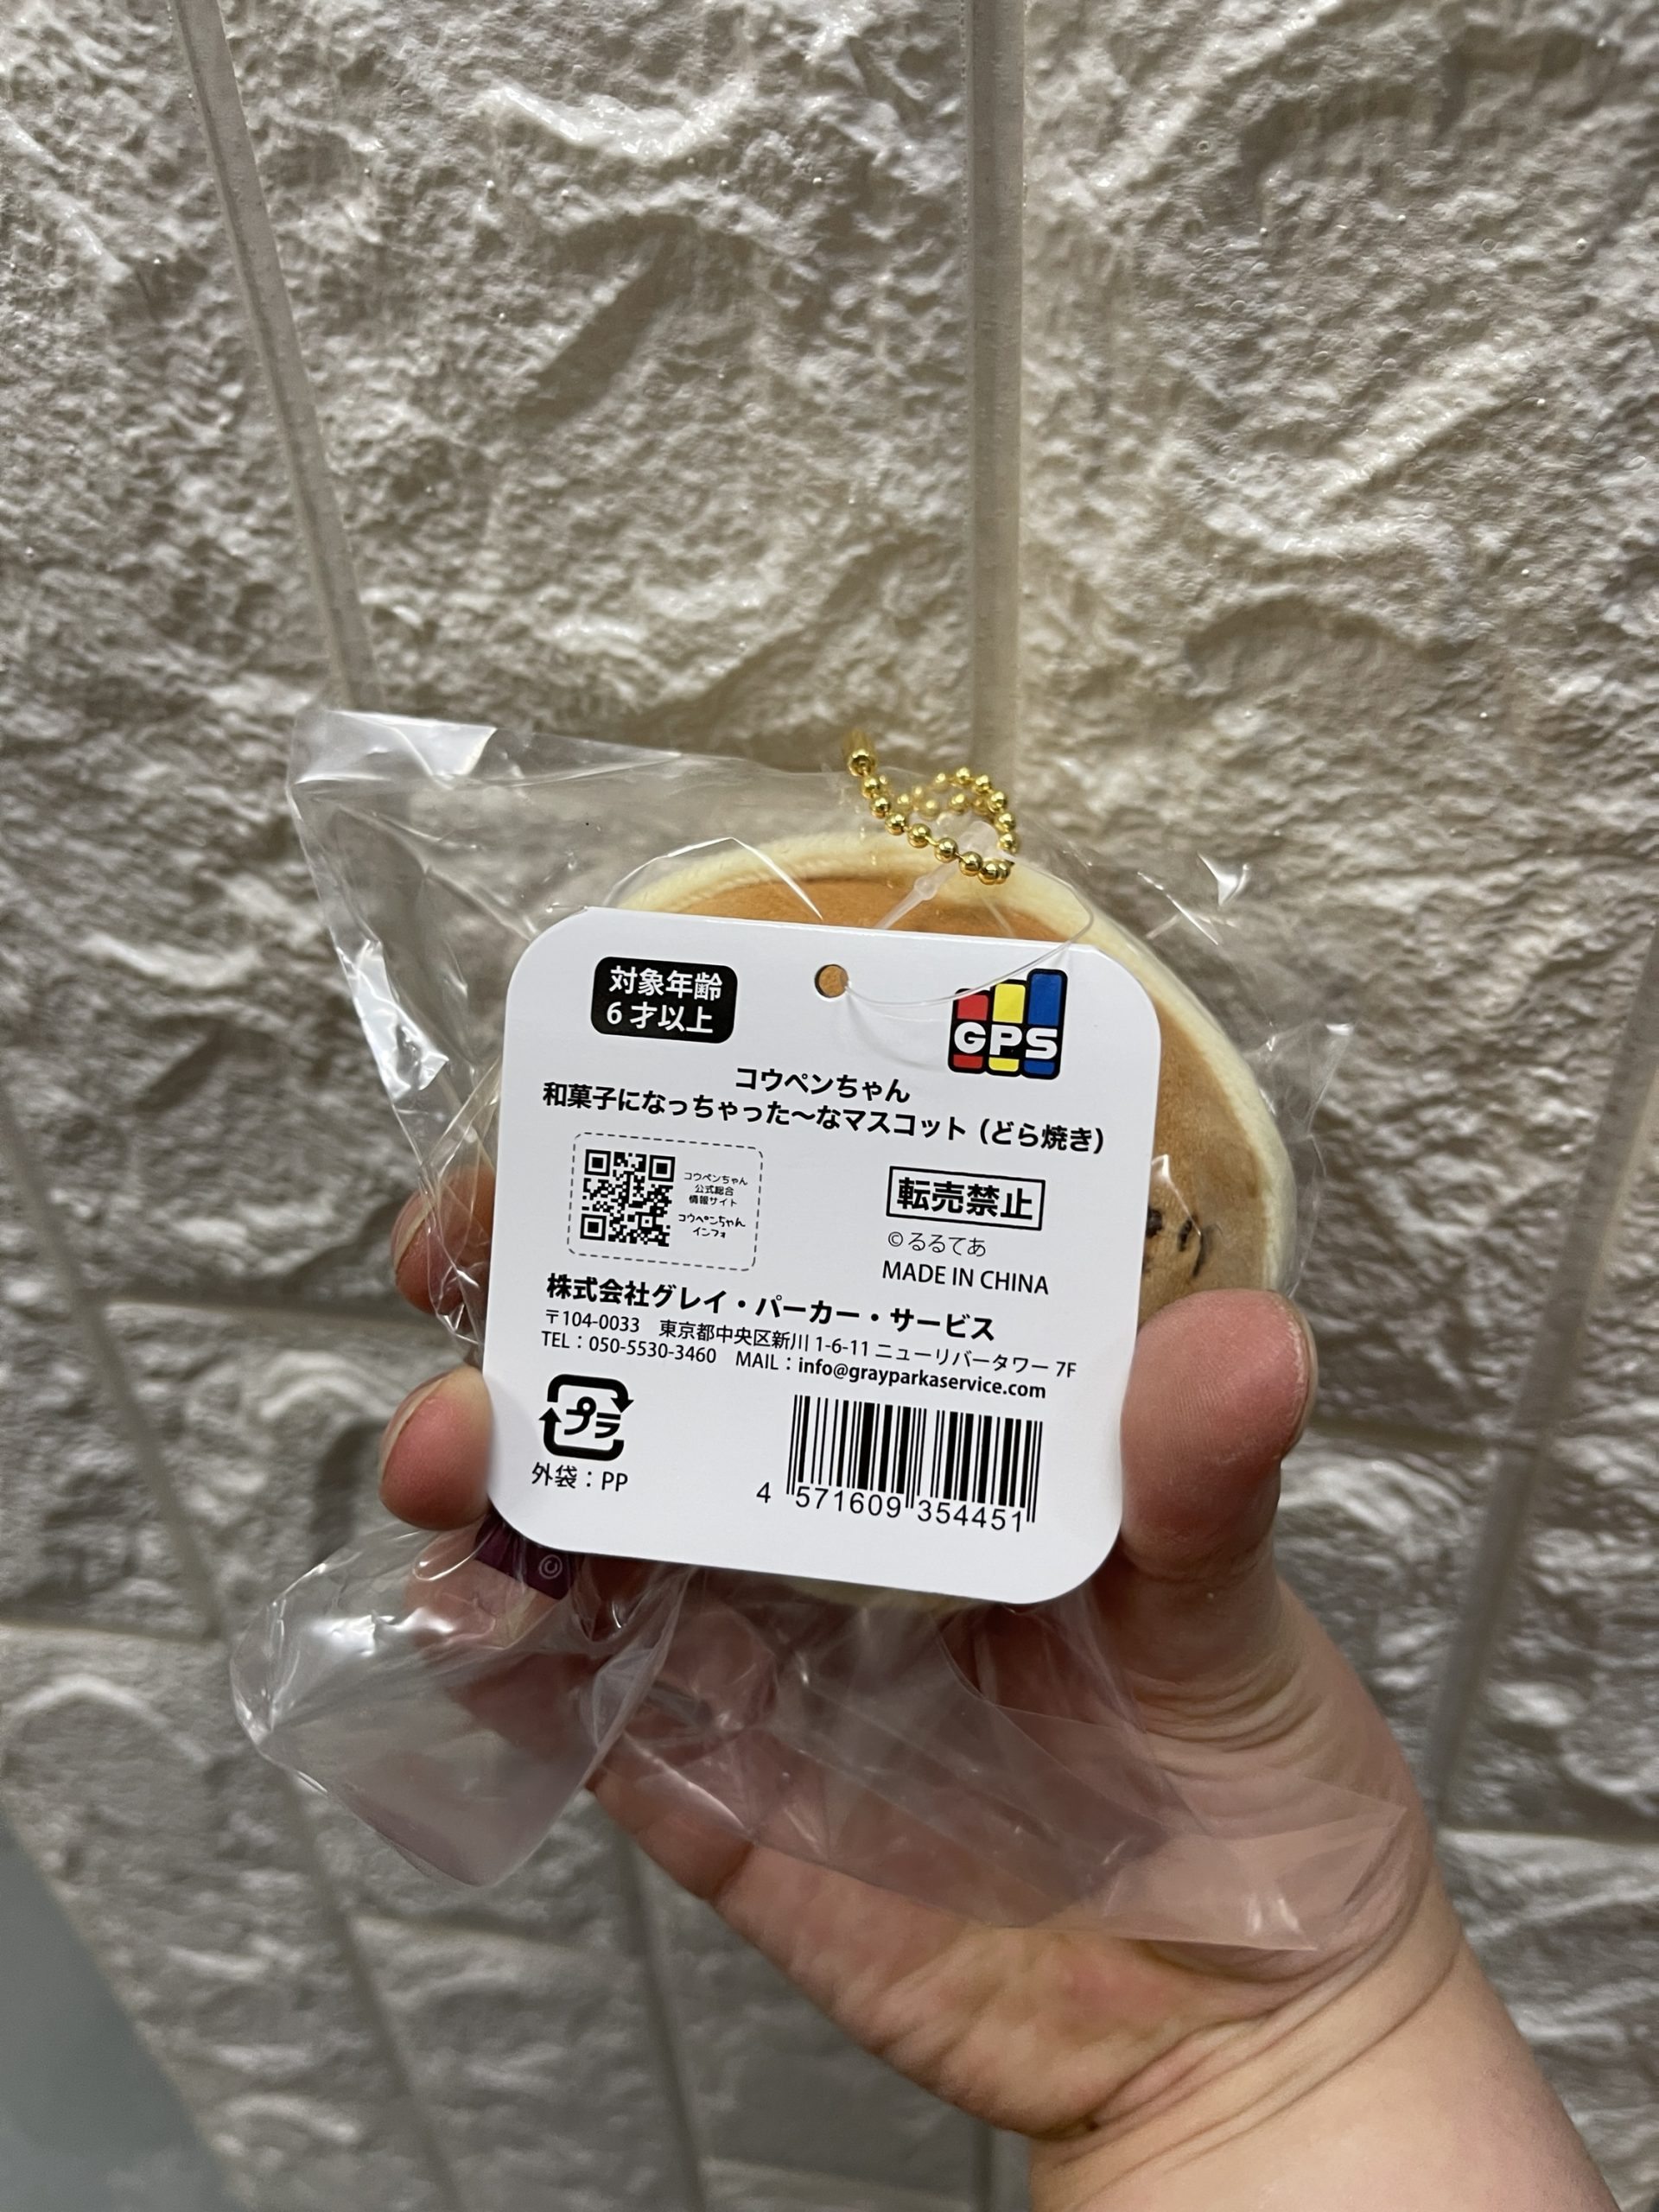 対象年齢
6才以上
GPS
コウペンちゃん
和菓子になっちゃった〜なマスコット（どら焼き）
コウペンちゃん
公式総合
情報サイト
コウペンちゃん
インフォ
転売禁止
©るるてあ
MADE IN CHINA
株式会社グレイ・パーカー・サービス
〒104-0033 東京都中央区新川 1-6-11 ニューリバータワー 7F
TEL：050-5530-3460 MAIL：info@grayparkaservice.com
プラ
外袋：PP
4 571609 354451
©